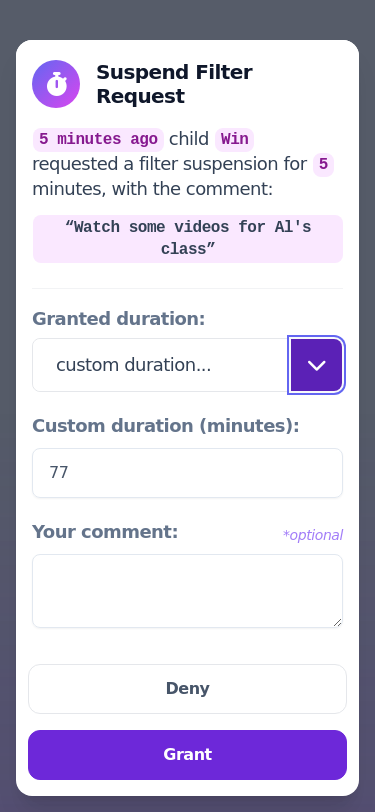 Suspend Filter
Request
5 minutes ago child Win
requested a filter suspension for 5
minutes, with the comment:
“Watch some videos for Al's
class”
Granted duration:
custom duration...
Custom duration (minutes):
77
Your comment: *optional
Deny
Grant